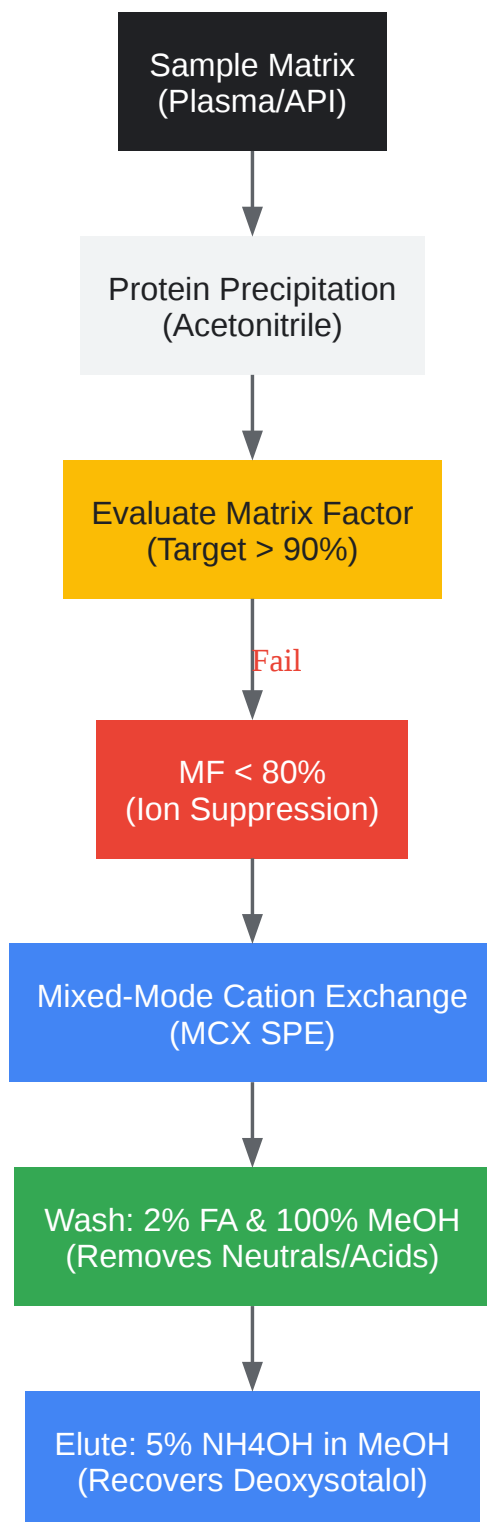 Sample Matrix
(Plasma/API)
Protein Precipitation
(Acetonitrile)
Evaluate Matrix Factor
(Target > 90%)
Fail
MF < 80%
(Ion Suppression)
Mixed-Mode Cation Exchange
(MCX SPE)
Wash: 2% FA & 100% MeOH
(Removes Neutrals/Acids)
Elute: 5% NH4OH in MeOH
(Recovers Deoxysotalol)